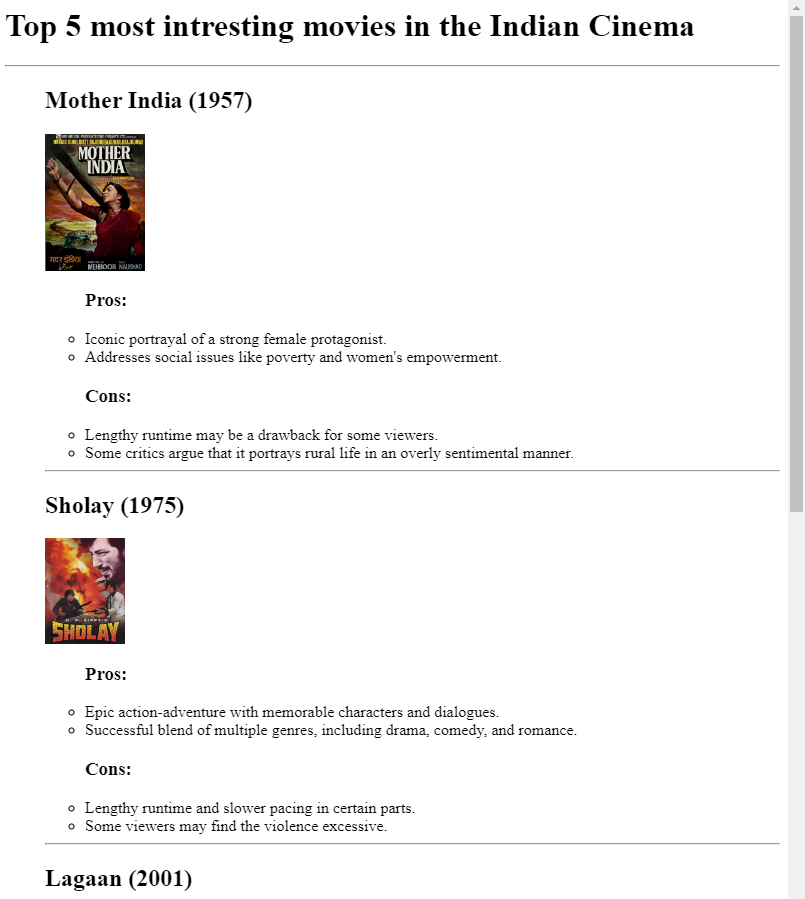 Top 5 most intresting movies in the Indian Cinema
Mother India (1957)
MOTHER
INDIA
मदर इंडिया
MEHBOOB NAUSHAD
Pros:
Iconic portrayal of a strong female protagonist.
Addresses social issues like poverty and women's empowerment.
Cons:
Lengthy runtime may be a drawback for some viewers.
Some critics argue that it portrays rural life in an overly sentimental manner.
Sholay (1975)
G. P. SIPPY'S
SHOLAY
Pros:
Epic action-adventure with memorable characters and dialogues.
Successful blend of multiple genres, including drama, comedy, and romance.
Cons:
Lengthy runtime and slower pacing in certain parts.
Some viewers may find the violence excessive.
Lagaan (2001)